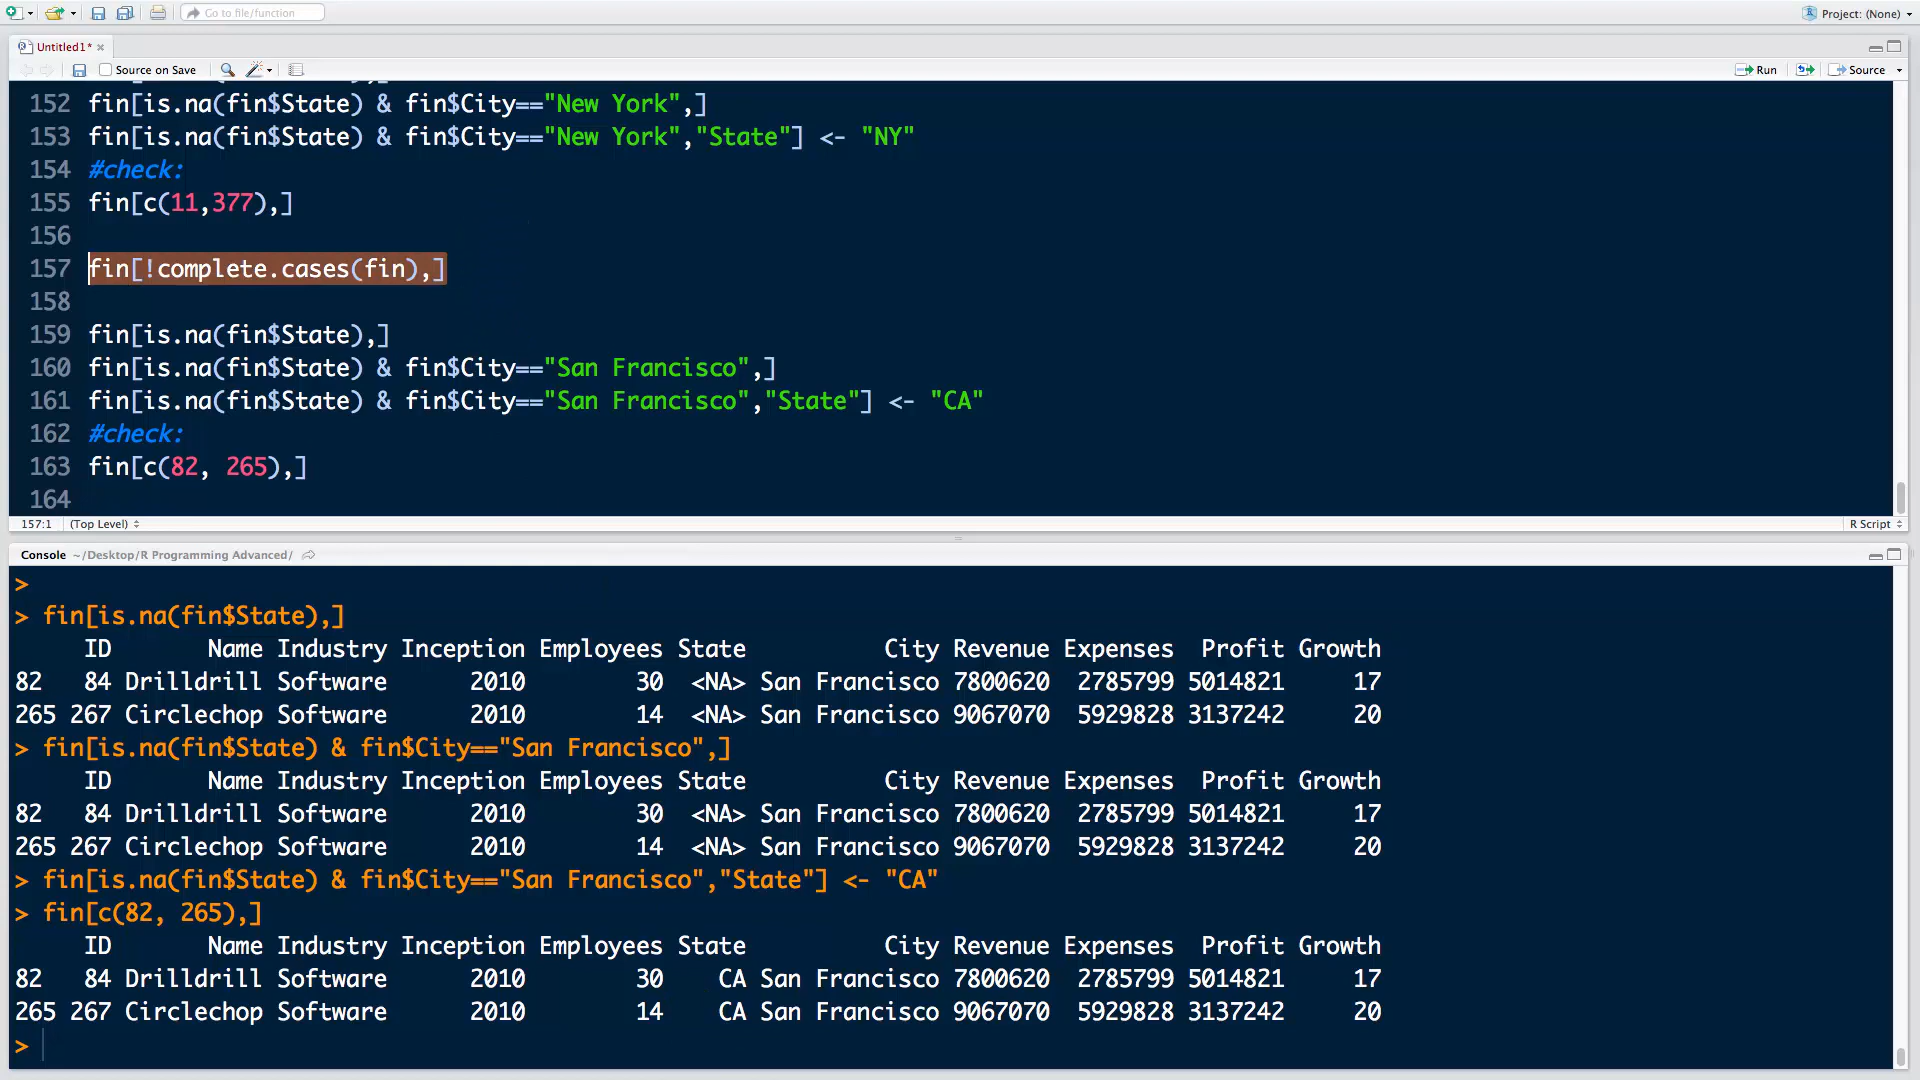 Go to file/function
Project: (None)
Untitled1*
Source on Save
Run
Source
152 fin[is.na(fin$State) & fin$City=="New York",]
153 fin[is.na(fin$State) & fin$City=="New York","State"] <- "NY"
154 #check:
155 fin[c(11,377),]
156
157 fin[!complete.cases(fin),]
158
159 fin[is.na(fin$State),]
160 fin[is.na(fin$State) & fin$City=="San Francisco",]
161 fin[is.na(fin$State) & fin$City=="San Francisco","State"] <- "CA"
162 #check:
163 fin[c(82, 265),]
164
157:1 (Top Level) R Script
Console ~/Desktop/R Programming Advanced/
>
> fin[is.na(fin$State),]
ID Name Industry Inception Employees State City Revenue Expenses Profit Growth
82 84 Drilldrill Software 2010 30 <NA> San Francisco 7800620 2785799 5014821 17
265 267 Circlechop Software 2010 14 <NA> San Francisco 9067070 5929828 3137242 20
> fin[is.na(fin$State) & fin$City=="San Francisco",]
ID Name Industry Inception Employees State City Revenue Expenses Profit Growth
82 84 Drilldrill Software 2010 30 <NA> San Francisco 7800620 2785799 5014821 17
265 267 Circlechop Software 2010 14 <NA> San Francisco 9067070 5929828 3137242 20
> fin[is.na(fin$State) & fin$City=="San Francisco","State"] <- "CA"
> fin[c(82, 265),]
ID Name Industry Inception Employees State City Revenue Expenses Profit Growth
82 84 Drilldrill Software 2010 30 CA San Francisco 7800620 2785799 5014821 17
265 267 Circlechop Software 2010 14 CA San Francisco 9067070 5929828 3137242 20
>